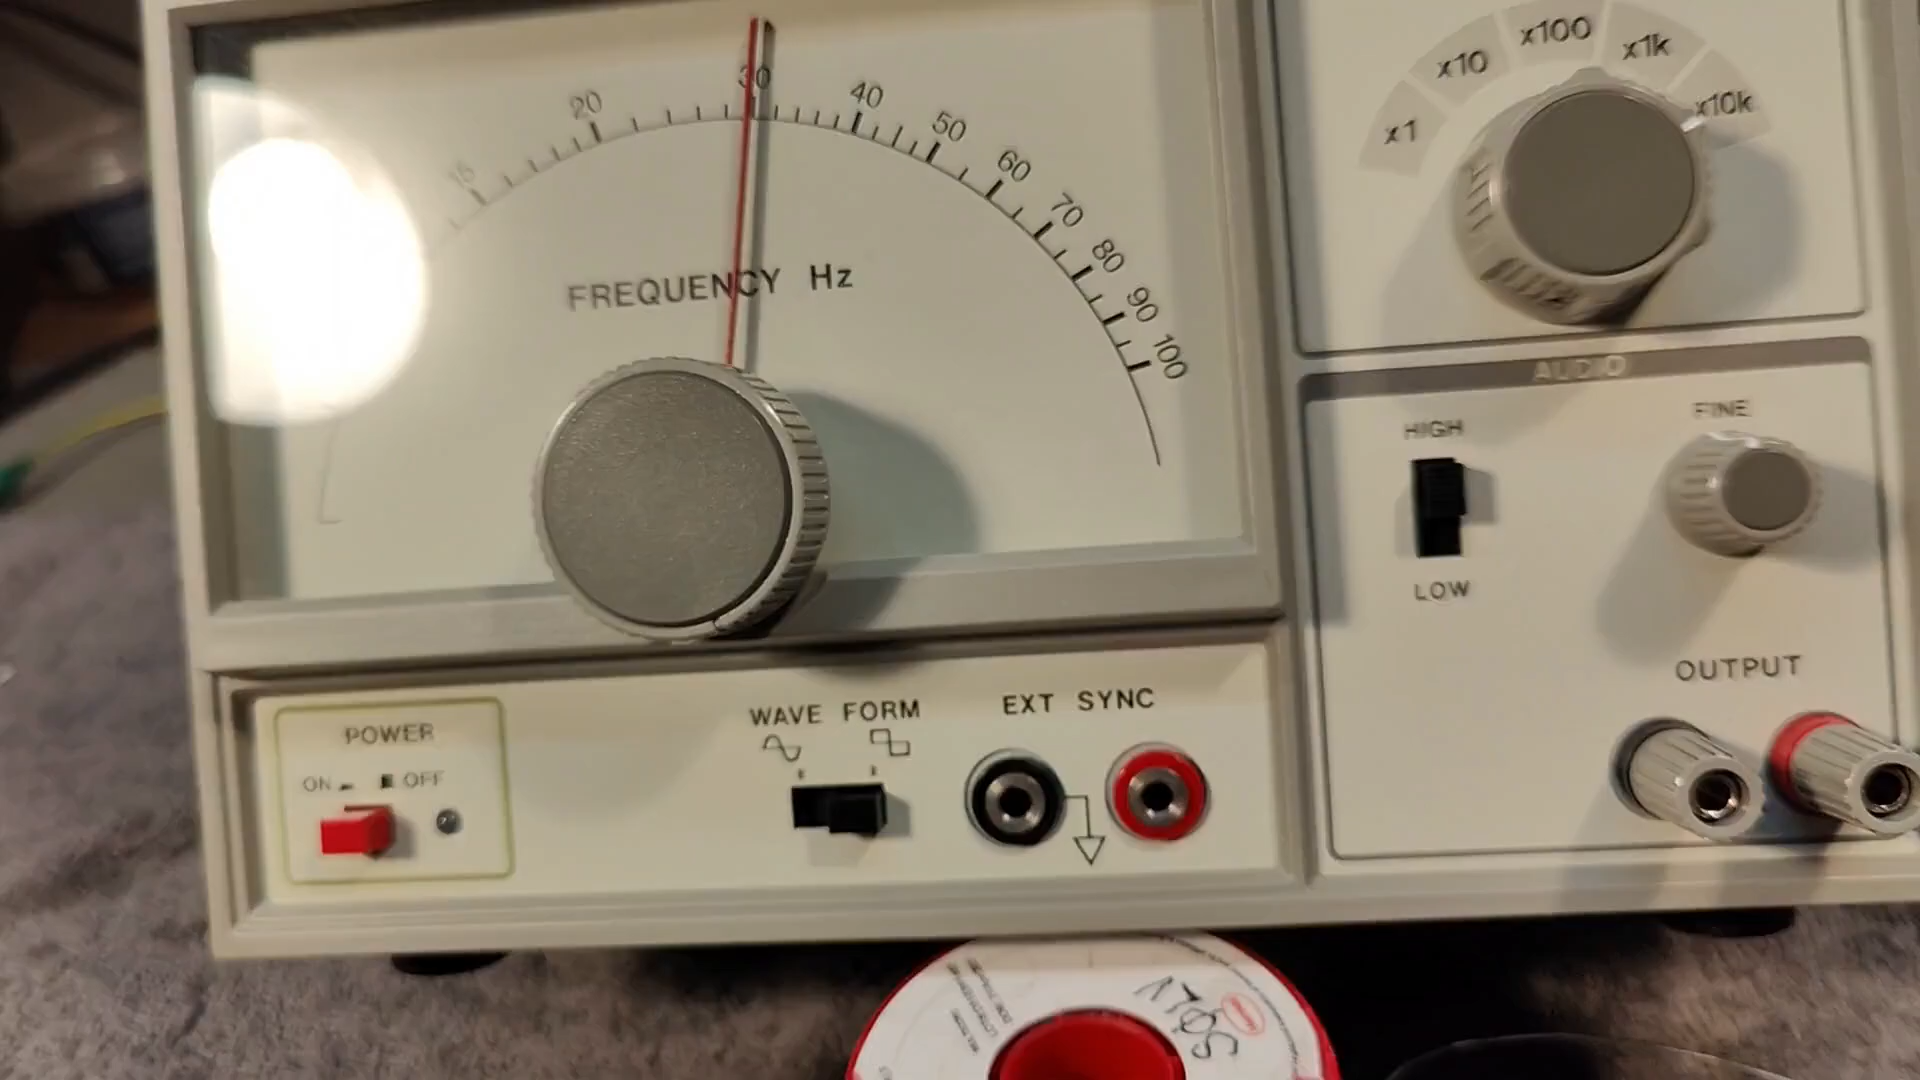 15 20 30 40 50 60 70 80 90 100
FREQUENCY Hz
x1 x10 x100 x1k x10k
AUDIO
HIGH
LOW
FINE
OUTPUT
POWER
ON OFF
WAVE FORM
EXT SYNC
SOLV